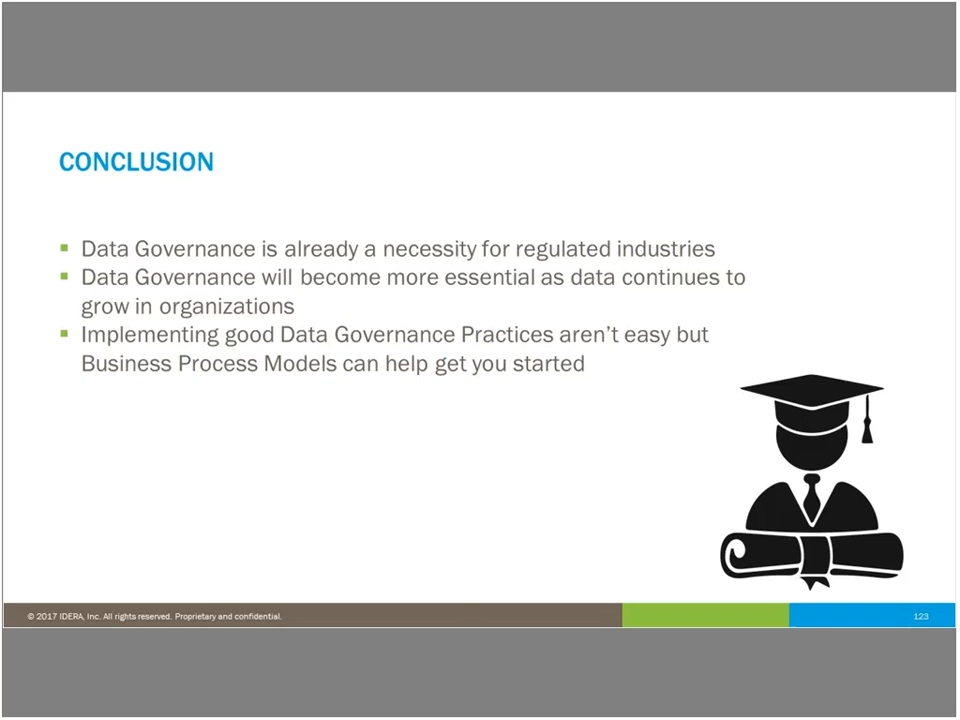 CONCLUSION
Data Governance is already a necessity for regulated industries
Data Governance will become more essential as data continues to
grow in organizations
Implementing good Data Governance Practices aren’t easy but
Business Process Models can help get you started
© 2017 IDERA, Inc. All rights reserved. Proprietary and confidential.
123